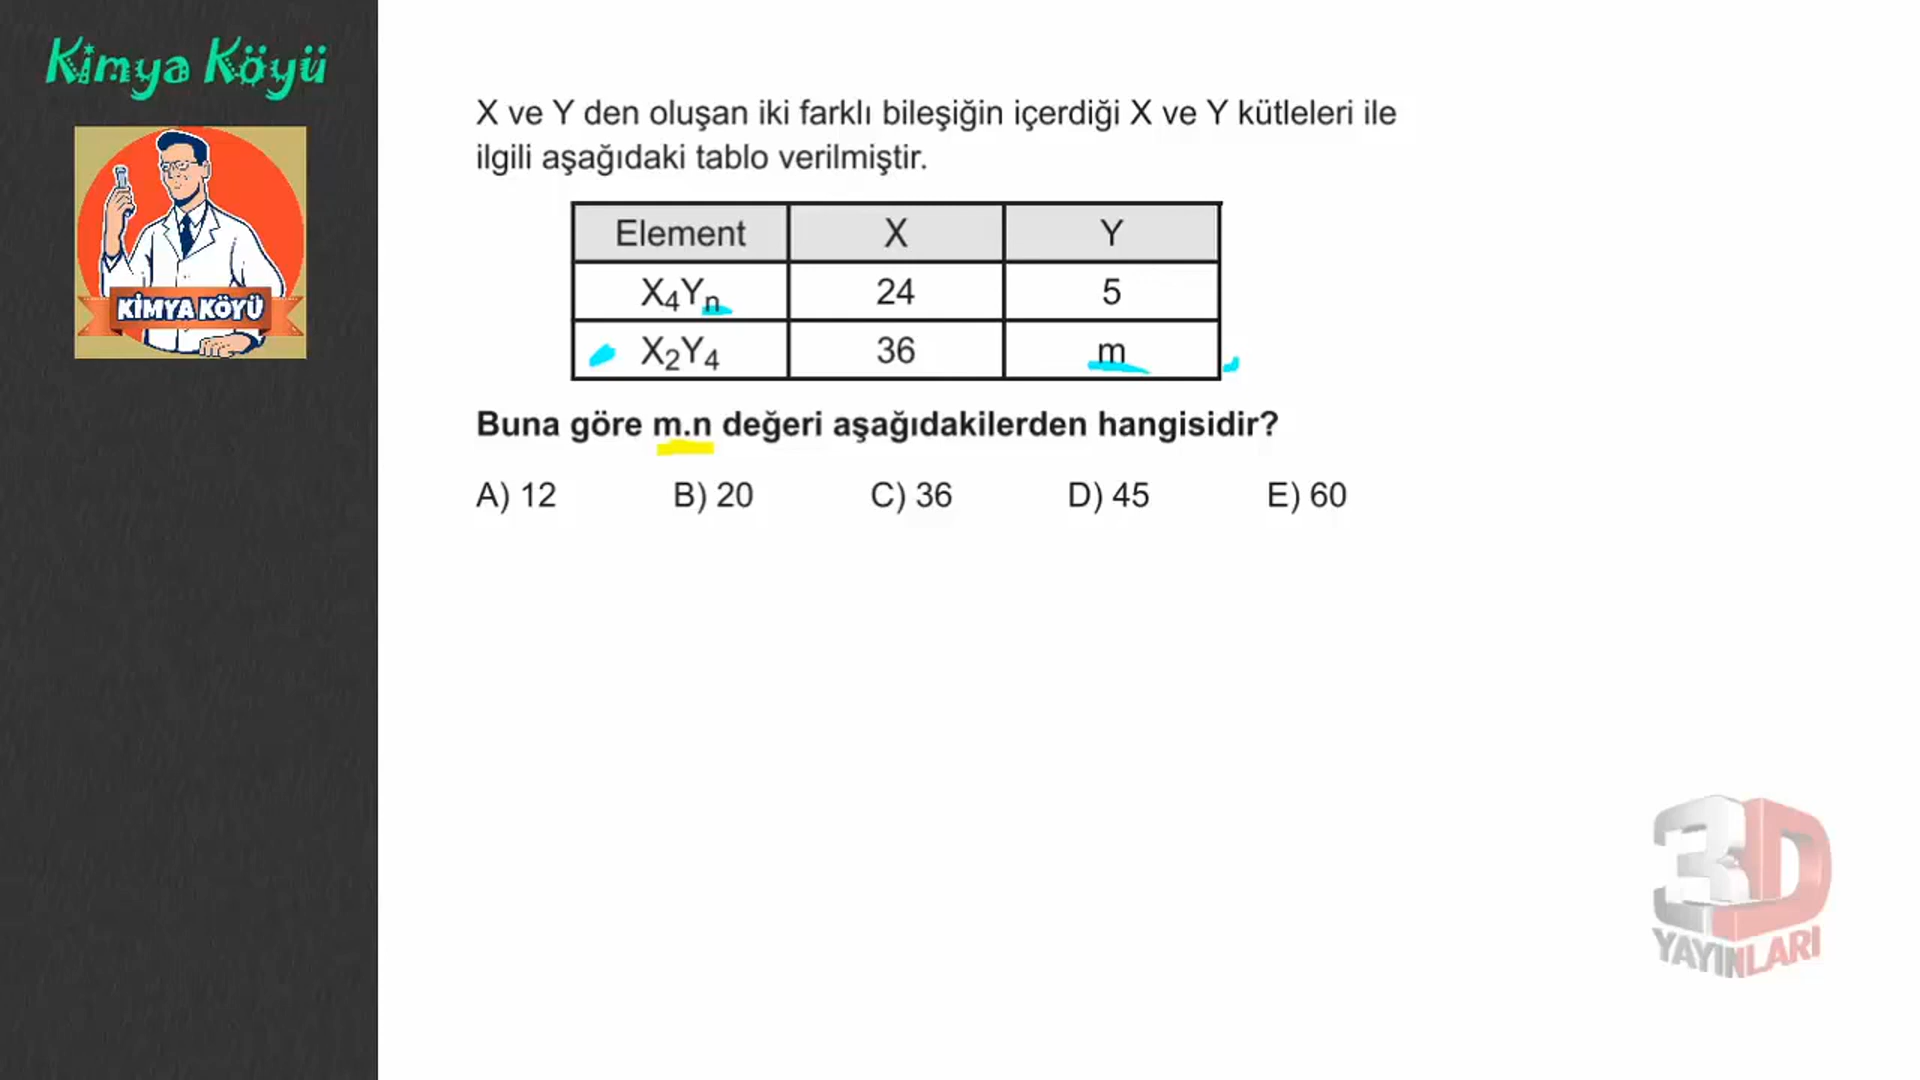 Kimya Köyü
KİMYA KÖYÜ
X ve Y den oluşan iki farklı bileşiğin içerdiği X ve Y kütleleri ile
ilgili aşağıdaki tablo verilmiştir.
Element X Y
X₄Yₙ 24 5
X₂Y₄ 36 m
Buna göre m.n değeri aşağıdakilerden hangisidir?
A) 12 B) 20 C) 36 D) 45 E) 60
3D
YAYINLARI